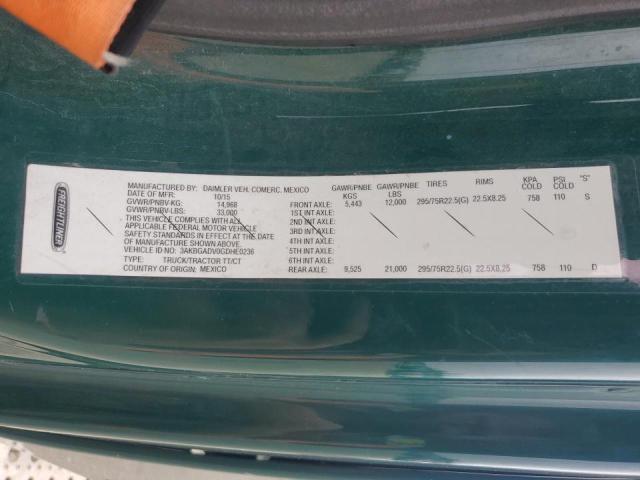 FREIGHTLINER
MANUFACTURED BY: DAIMLER VEH. COMERC. MEXICO
DATE OF MFR: 10/15
GVWR/PNBV-KG: 14,968
GVWR/PNBV-LBS: 33,000
THIS VEHICLE COMPLIES WITH ALL
APPLICABLE FEDERAL MOTOR VEHICLE
SAFETY STANDARDS IN EFFECT AT DATE
OF MANUFACTURE
VEHICLE ID: 3AKBGADV0GDHE0236
TYPE: TRUCK/TRACTOR TT/CT
COUNTRY OF ORIGIN: MEXICO
GAWR/PNBE KGS GAWR/PNBE LBS TIRES RIMS KPA COLD PSI COLD "S"
FRONT AXLE: 5,443 12,000 295/75R22.5(G) 22.5X8.25 758 110 S
1ST INT AXLE:
2ND INT AXLE:
3RD INT AXLE:
4TH INT AXLE:
5TH INT AXLE:
6TH INT AXLE:
REAR AXLE: 9,525 21,000 295/75R22.5(G) 22.5X8.25 758 110 D